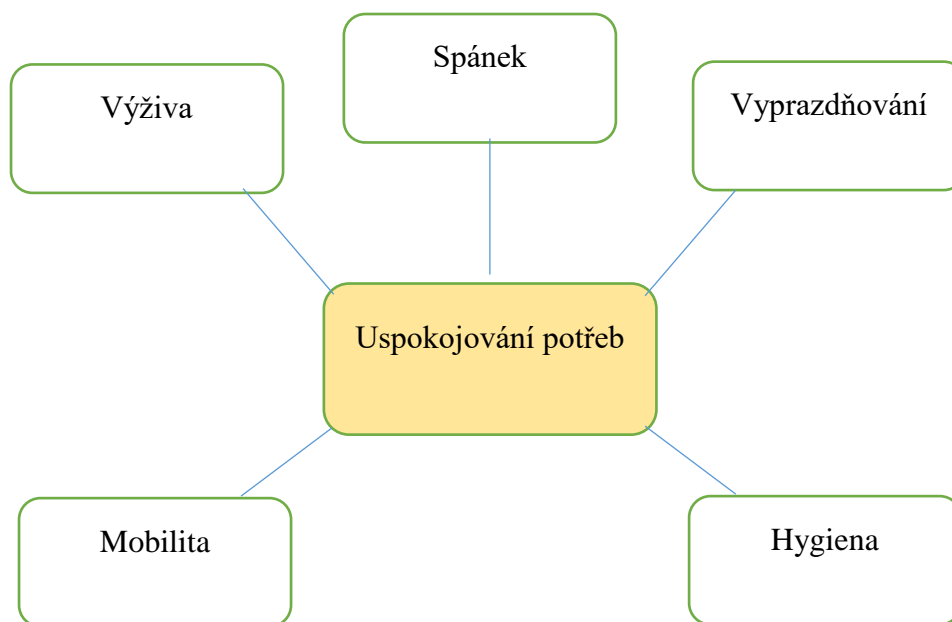 Spánek
Výživa
Vyprazdňování
Uspokojování potřeb
Mobilita
Hygiena